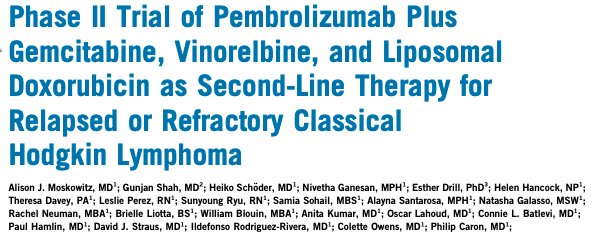 Phase II Trial of Pembrolizumab Plus
Gemcitabine, Vinorelbine, and Liposomal
Doxorubicin as Second-Line Therapy for
Relapsed or Refractory Classical
Hodgkin Lymphoma
Alison J. Moskowitz, MD1; Gunjan Shah, MD2; Heiko Schöder, MD1; Nivetha Ganesan, MPH1; Esther Drill, PhD3; Helen Hancock, NP1;
Theresa Davey, PA1; Leslie Perez, RN1; Sunyoung Ryu, RN1; Samia Sohail, MBS1; Alayna Santarosa, MPH1; Natasha Galasso, MSW1;
Rachel Neuman, MBA1; Brielle Liotta, BS1; William Blouin, MBA1; Anita Kumar, MD1; Oscar Lahoud, MD1; Connie L. Batlevi, MD1;
Paul Hamlin, MD1; David J. Straus, MD1; Ildefonso Rodriguez-Rivera, MD1; Colette Owens, MD1; Philip Caron, MD1;